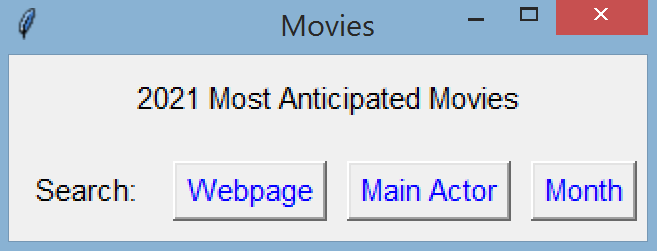 Movies
2021 Most Anticipated Movies
Search: Webpage Main Actor Month